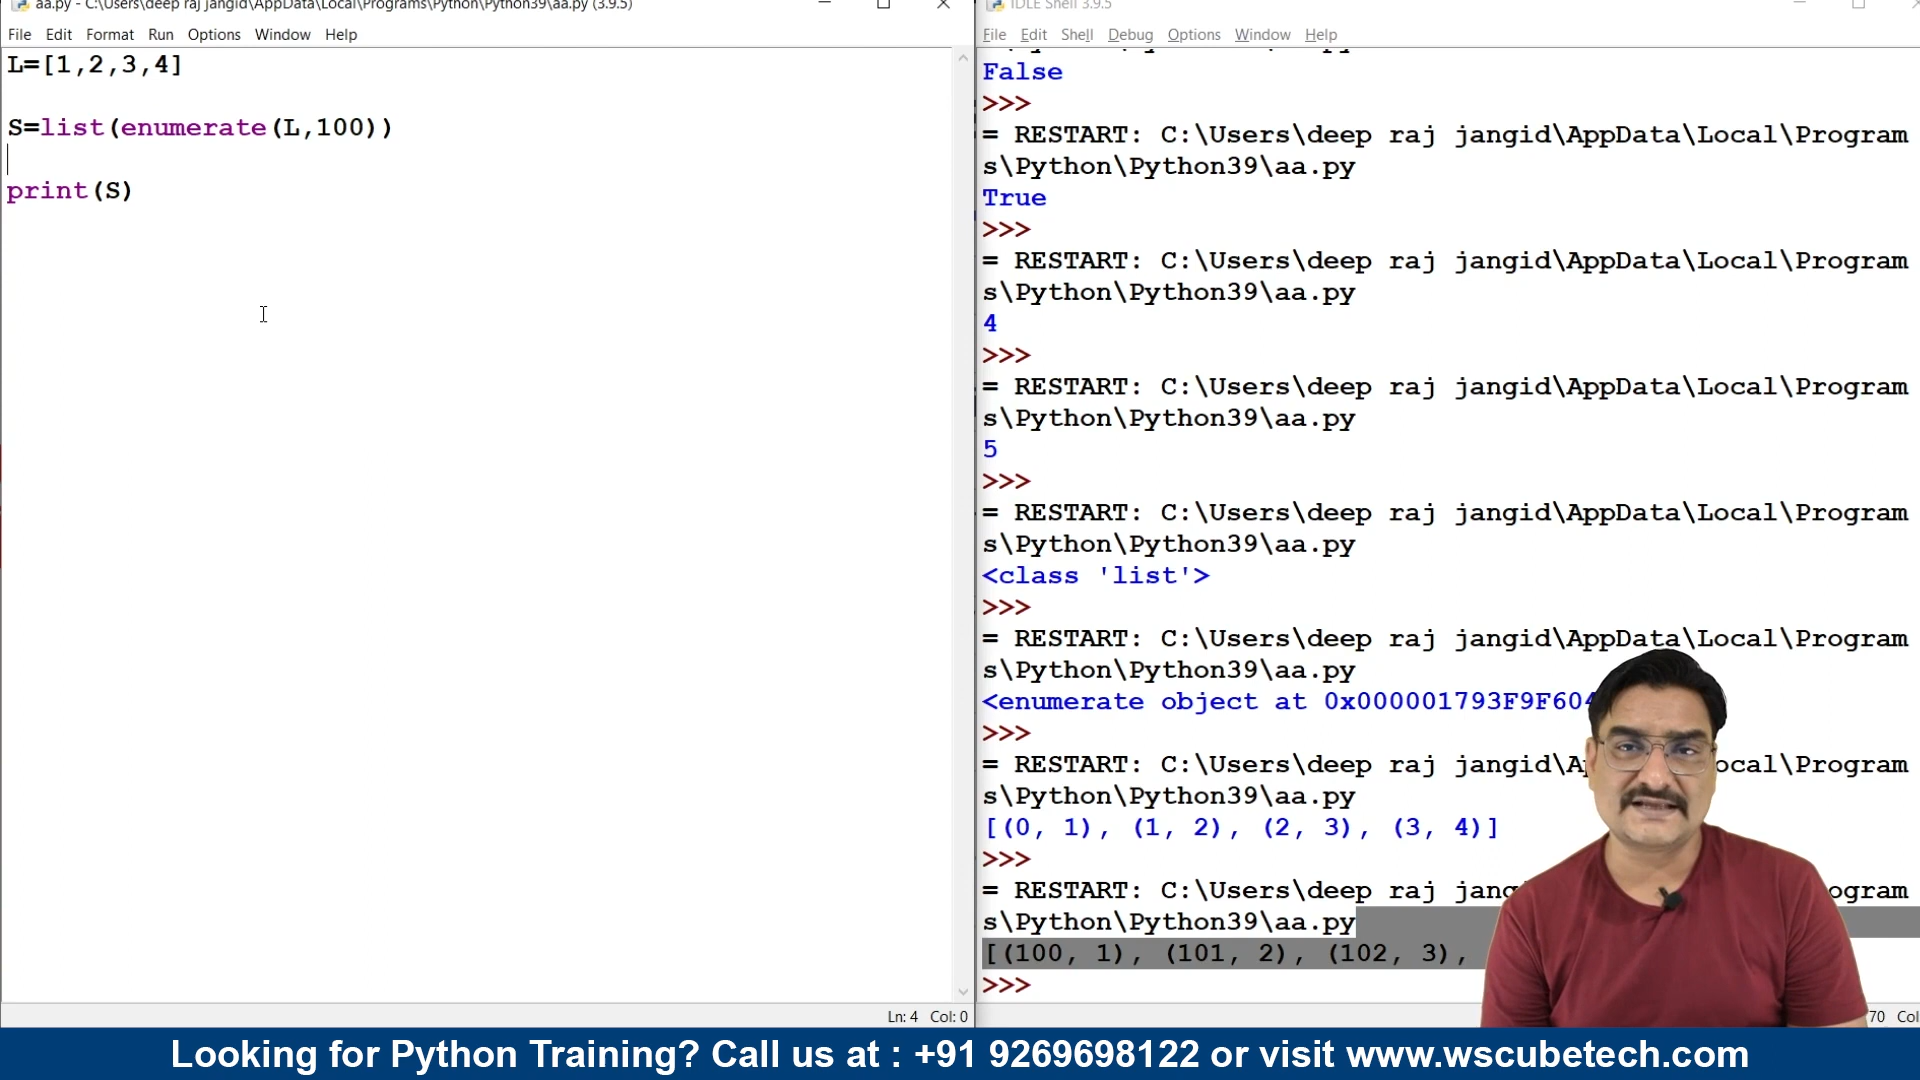 aa.py - C:\Users\deep raj jangid\AppData\Local\Programs\Python\Python39\aa.py (3.9.5)
File Edit Format Run Options Window Help
L=[1,2,3,4]
S=list(enumerate(L,100))
print(S)
Ln: 4 Col: 0
IDLE Shell 3.9.5
File Edit Shell Debug Options Window Help
False
>>>
= RESTART: C:\Users\deep raj jangid\AppData\Local\Program
s\Python\Python39\aa.py
True
>>>
= RESTART: C:\Users\deep raj jangid\AppData\Local\Program
s\Python\Python39\aa.py
4
>>>
= RESTART: C:\Users\deep raj jangid\AppData\Local\Program
s\Python\Python39\aa.py
5
>>>
= RESTART: C:\Users\deep raj jangid\AppData\Local\Program
s\Python\Python39\aa.py
<class 'list'>
>>>
= RESTART: C:\Users\deep raj jangid\AppData\Local\Program
s\Python\Python39\aa.py
<enumerate object at 0x000001793F9F604
>>>
= RESTART: C:\Users\deep raj jangid\A ocal\Program
s\Python\Python39\aa.py
[(0, 1), (1, 2), (2, 3), (3, 4)]
>>>
= RESTART: C:\Users\deep raj jang ogram
s\Python\Python39\aa.py
[(100, 1), (101, 2), (102, 3),
>>>
70 Col
Looking for Python Training? Call us at : +91 9269698122 or visit www.wscubetech.com